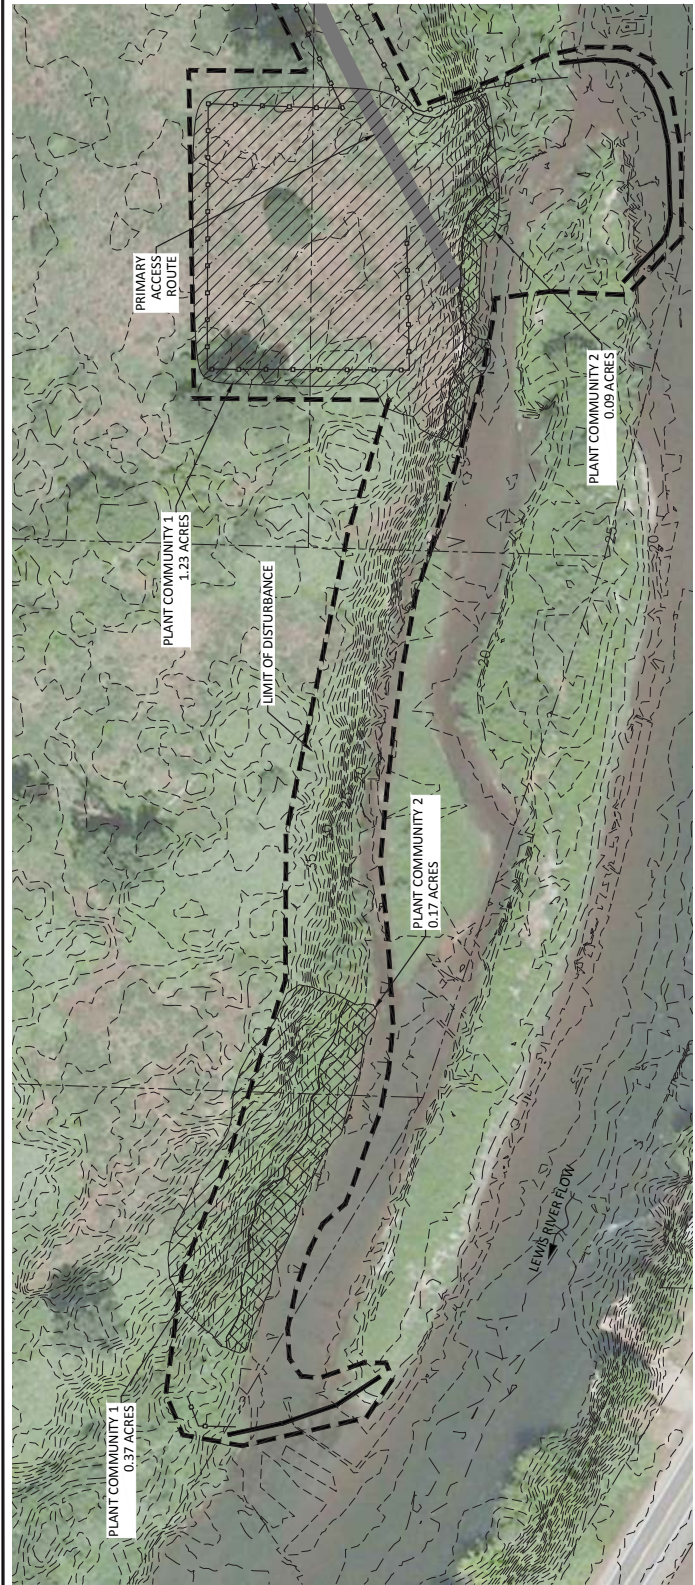 PLANT COMMUNITY 1
0.37 ACRES
PLANT COMMUNITY 2
0.17 ACRES
LIMIT OF DISTURBANCE
PLANT COMMUNITY 1
1.23 ACRES
PRIMARY
ACCESS
ROUTE
PLANT COMMUNITY 2
0.09 ACRES
LEWIS RIVER FLOW
20
25
20